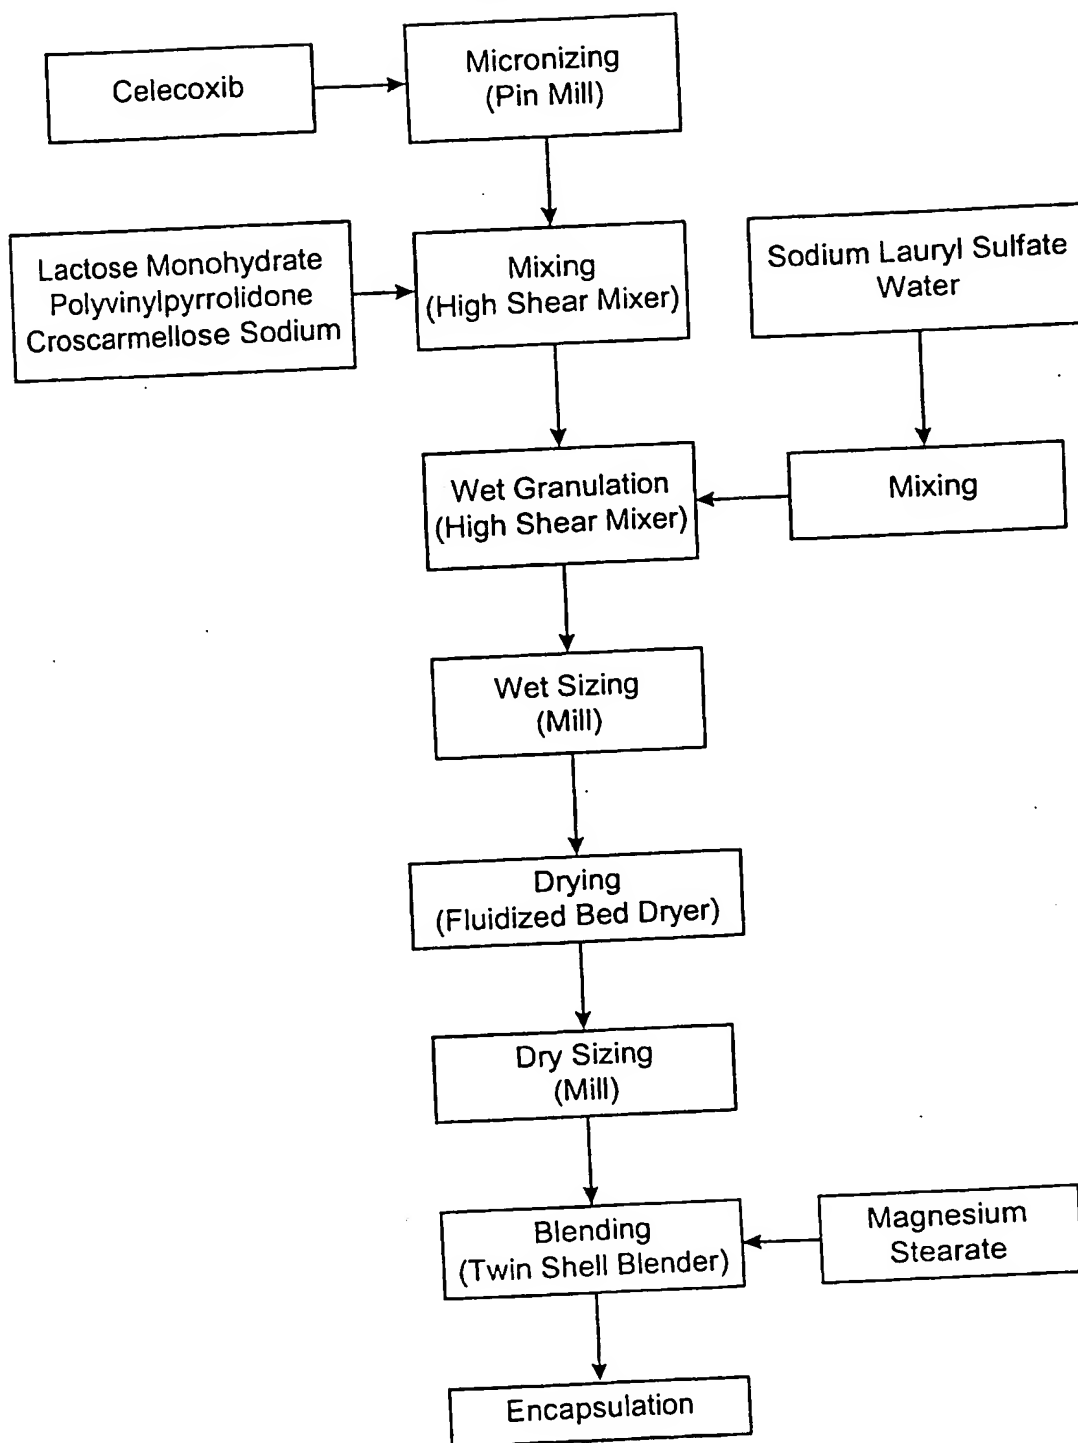 Celecoxib
Micronizing
(Pin Mill)
Lactose Monohydrate
Polyvinylpyrrolidone
Croscarmellose Sodium
Mixing
(High Shear Mixer)
Sodium Lauryl Sulfate
Water
Wet Granulation
(High Shear Mixer)
Mixing
Wet Sizing
(Mill)
Drying
(Fluidized Bed Dryer)
Dry Sizing
(Mill)
Blending
(Twin Shell Blender)
Magnesium
Stearate
Encapsulation